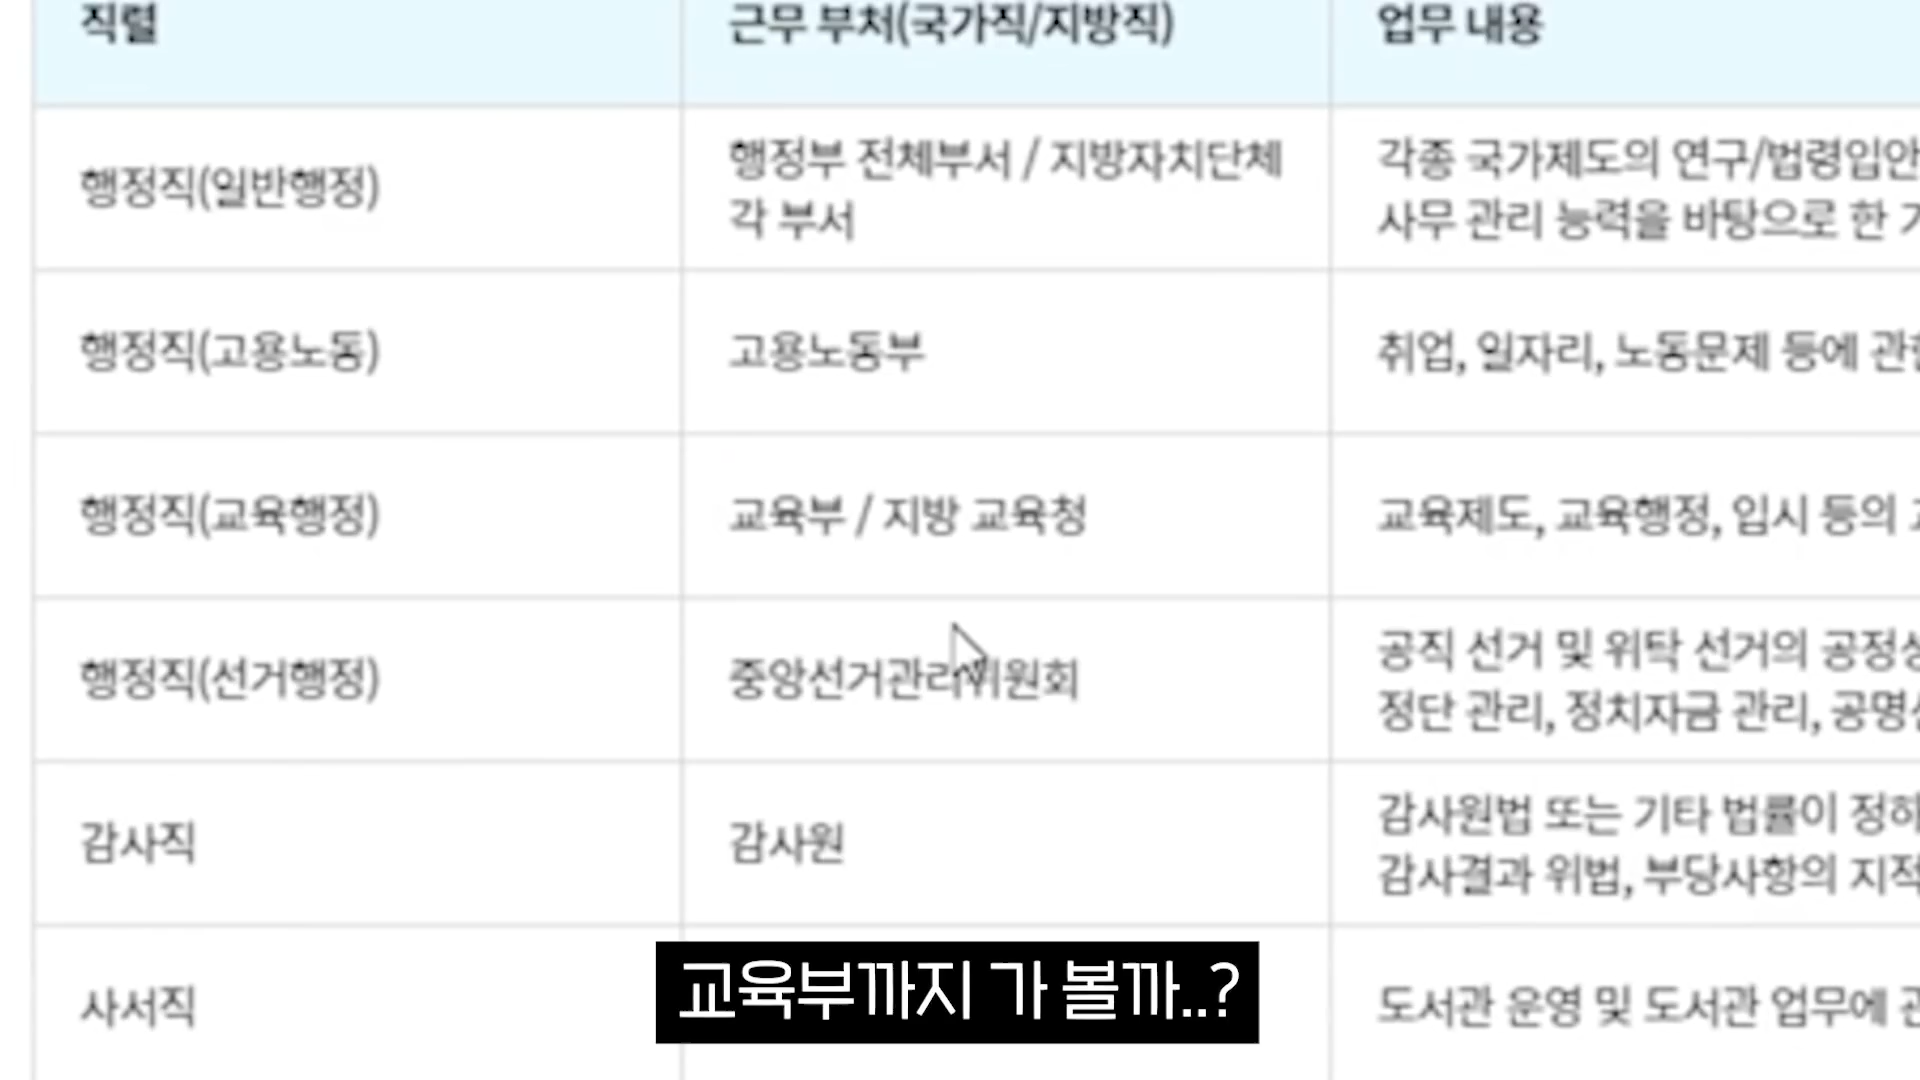 직렬
근무 부처(국가직/지방직)
업무 내용
행정직(일반행정)
행정부 전체부서 / 지방자치단체
각 부서
각종 국가제도의 연구/법령입안
사무 관리 능력을 바탕으로 한
행정직(고용노동)
고용노동부
취업, 일자리, 노동문제 등에
행정직(교육행정)
교육부 / 지방 교육청
교육제도, 교육행정, 입시 등의
행정직(선거행정)
중앙선거관리위원회
공직 선거 및 위탁 선거의
정단 관리, 정치자금 관리,
감사직
감사원
감사원법 또는 기타 법률이
감사결과 위법, 부당사항의
사서직
도서관 운영 및 도서관 업무에
교육부까지 가 볼까..?